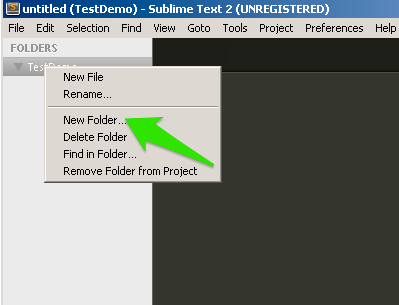 untitled (TestDemo) - Sublime Text 2 (UNREGISTERED)
File Edit Selection Find View Goto Tools Project Preferences Help
FOLDERS
TestDemo
New File
Rename...
New Folder...
Delete Folder
Find in Folder...
Remove Folder from Project